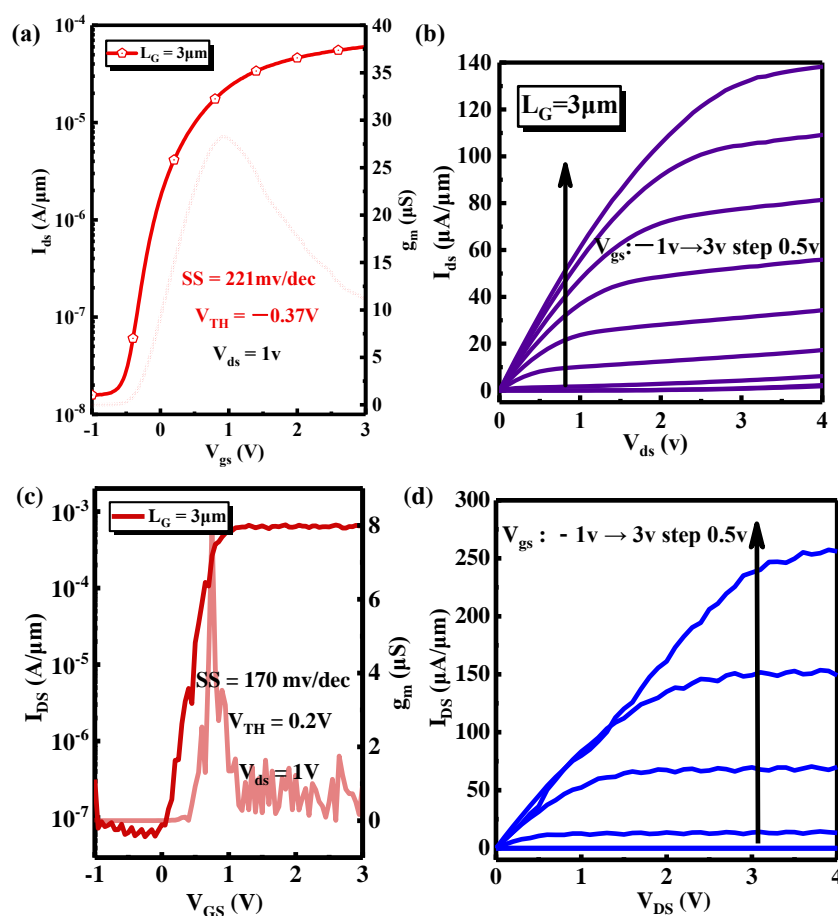 (a)
L_G = 3μm
SS = 221mv/dec
V_TH = －0.37V
V_ds = 1v
I_ds (A/μm)
10^-4
10^-5
10^-6
10^-7
10^-8
g_m (μS)
40
35
30
25
20
15
10
5
0
-1 0 1 2 3
V_gs (V)
(b)
L_G=3μm
V_gs:－1v→3v step 0.5v
I_ds (μA/μm)
140
120
100
80
60
40
20
0
0 1 2 3 4
V_ds (v)
(c)
L_G = 3μm
SS = 170 mv/dec
V_TH = 0.2V
V_ds = 1V
I_DS (A/μm)
10^-3
10^-4
10^-5
10^-6
10^-7
g_m (μS)
8
6
4
2
0
-1 0 1 2 3
V_GS (V)
(d)
V_gs : - 1v → 3v step 0.5v
I_DS (μA/μm)
300
250
200
150
100
50
0
0 1 2 3 4
V_DS (V)